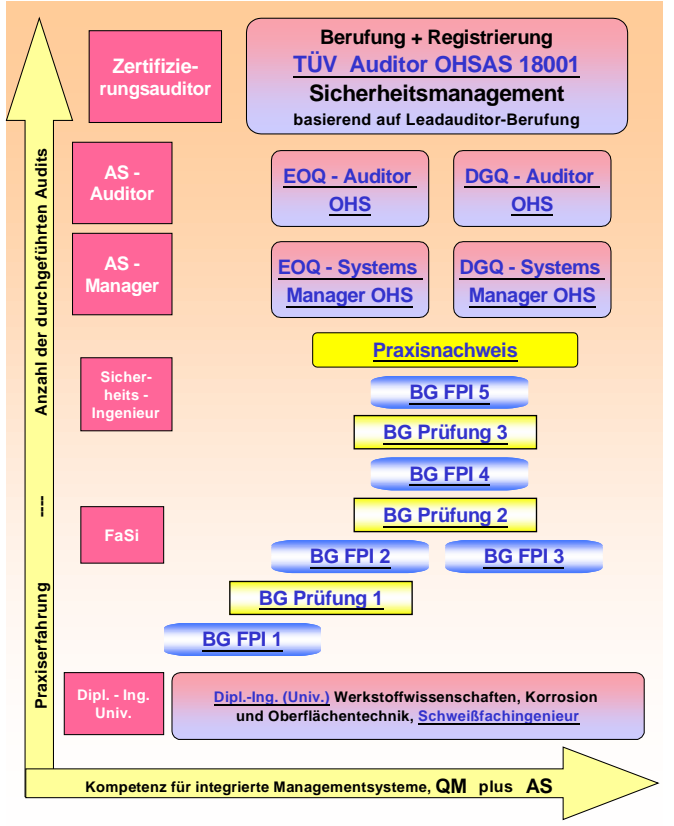 Zertifizie-
rungsauditor
Berufung + Registrierung
TÜV Auditor OHSAS 18001
Sicherheitsmanagement
basierend auf Leadauditor-Berufung
AS -
Auditor
EOQ - Auditor
OHS
DGQ - Auditor
OHS
AS -
Manager
EOQ - Systems
Manager OHS
DGQ - Systems
Manager OHS
Praxisnachweis
Sicher-
heits -
Ingenieur
BG FPI 5
BG Prüfung 3
BG FPI 4
BG Prüfung 2
FaSi
BG FPI 2
BG FPI 3
BG Prüfung 1
BG FPI 1
Dipl. - Ing.
Univ.
Dipl.-Ing. (Univ.) Werkstoffwissenschaften, Korrosion
und Oberflächentechnik, Schweißfachingenieur
Praxiserfahrung ---- Anzahl der durchgeführten Audits
Kompetenz für integrierte Managementsysteme, QM plus AS